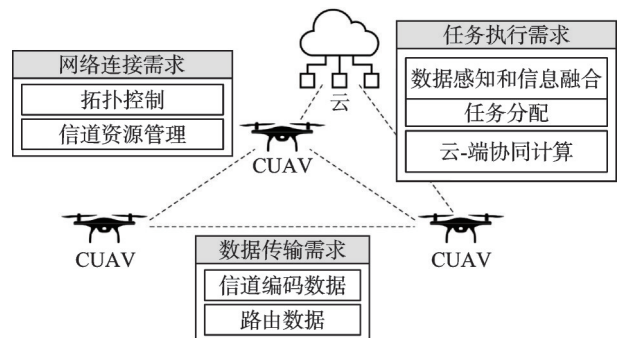 网络连接需求
拓扑控制
信道资源管理
云
任务执行需求
数据感知和信息融合
任务分配
云-端协同计算
CUAV
CUAV
CUAV
数据传输需求
信道编码数据
路由数据